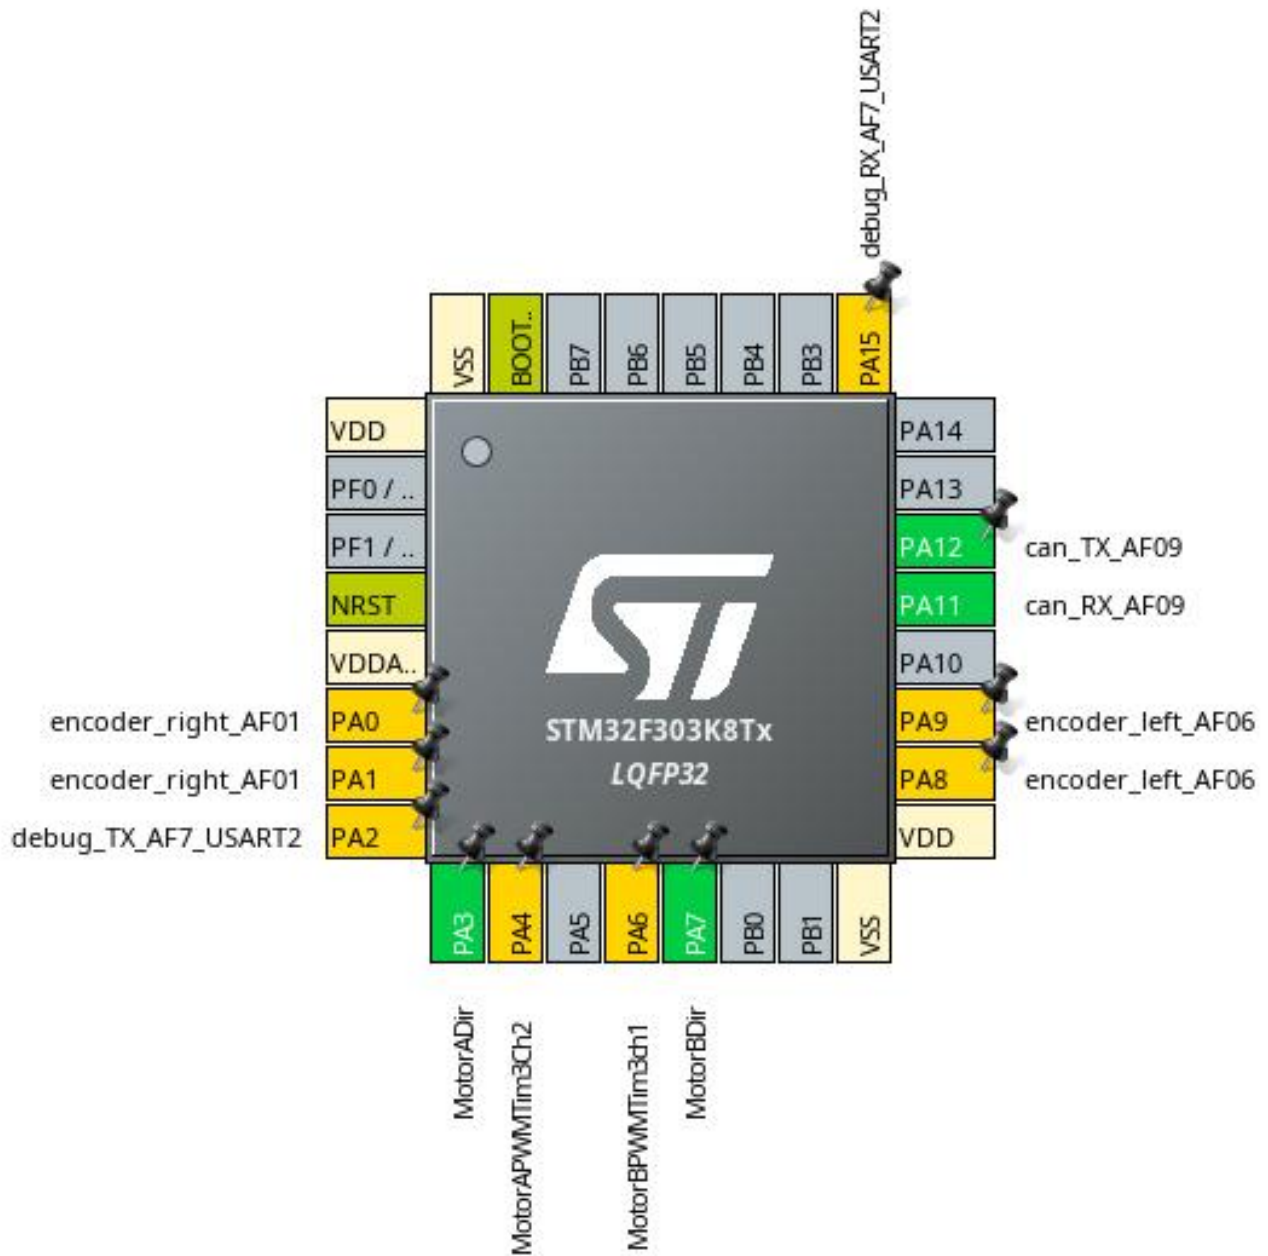 debug_RX_AF7_USART2
VSS
BOOT..
PB7
PB6
PB5
PB4
PB3
PA15
VDD
PF0 / ..
PF1 / ..
NRST
VDDA..
encoder_right_AF01 PA0
encoder_right_AF01 PA1
debug_TX_AF7_USART2 PA2
PA14
PA13
PA12 can_TX_AF09
PA11 can_RX_AF09
PA10
PA9 encoder_left_AF06
PA8 encoder_left_AF06
VDD
ST
STM32F303K8Tx
LQFP32
PA3
PA4
PA5
PA6
PA7
PB0
PB1
VSS
MotorADir
MotorAPWMTim3Ch2
MotorBPWMTim3ch1
MotorBDir